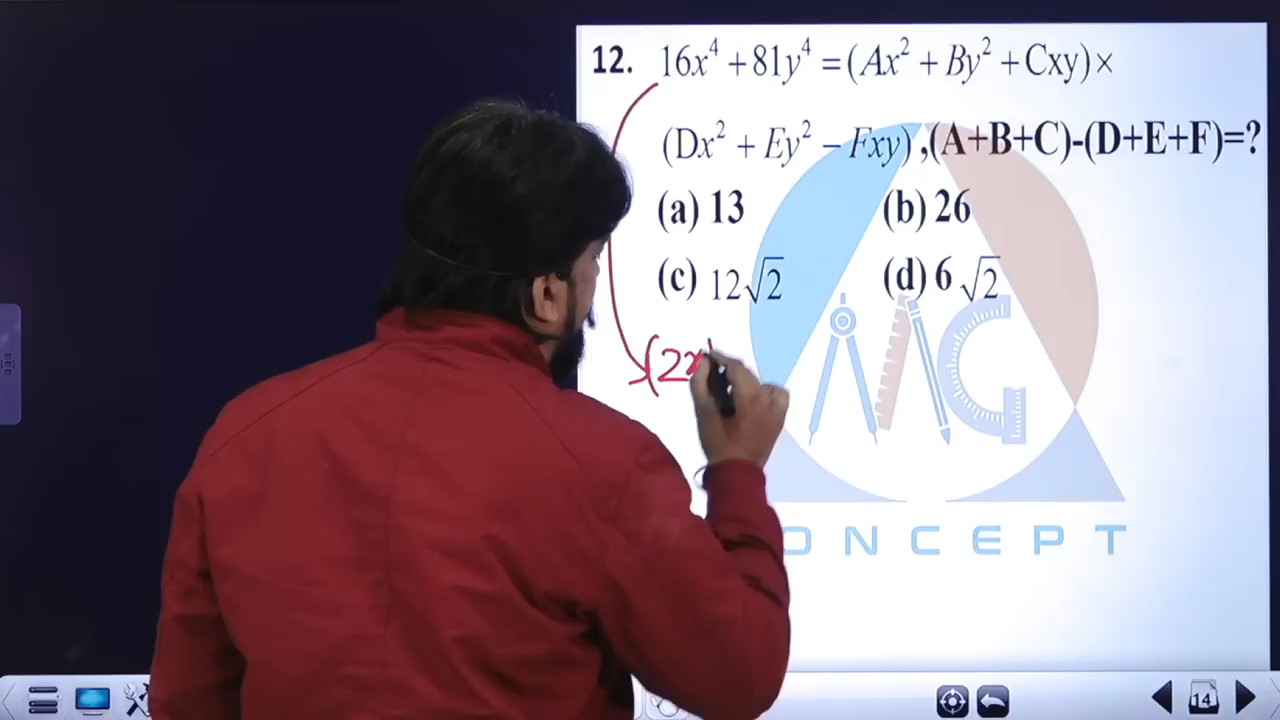 12. 16x⁴ + 81y⁴ = (Ax² + By² + Cxy) ×
(Dx² + Ey² − Fxy) ,(A+B+C)-(D+E+F)=?
(a) 13 (b) 26
(c) 12√2 (d) 6 √2
(2x)
ONCEPT
14